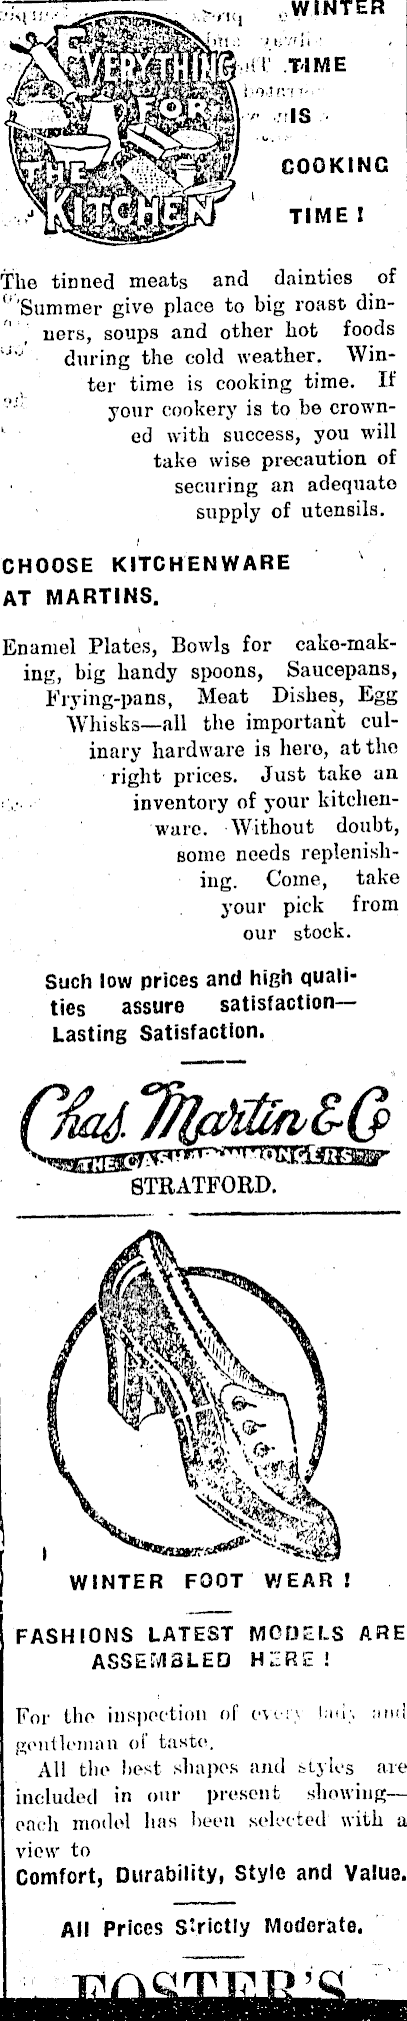 EVERYTHING
FOR
THE
KITCHEN
WINTER
TIME
IS
COOKING
TIME!
The tinned meats and dainties of
Summer give place to big roast din-
ners, soups and other hot foods
during the cold weather. Win-
ter time is cooking time. If
your cookery is to be crown-
ed with success, you will
take wise precaution of
securing an adequate
supply of utensils.
CHOOSE KITCHENWARE
AT MARTINS.
Enamel Plates, Bowls for cake-mak-
ing, big handy spoons, Saucepans,
Frying-pans, Meat Dishes, Egg
Whisks—all the important cul-
inary hardware is here, at the
right prices. Just take an
inventory of your kitchen-
ware. Without doubt,
some needs replenish-
ing. Come, take
your pick from
our stock.
Such low prices and high quali-
ties assure satisfaction—
Lasting Satisfaction.
Chas. Martin & Co
THE CASH IRONMONGERS
STRATFORD.
WINTER FOOT WEAR!
FASHIONS LATEST MODELS ARE
ASSEMBLED HERE!
For the inspection of every lady and
gentleman of taste.
All the best shapes and styles are
included in our present showing—
each model has been selected with a
view to
Comfort, Durability, Style and Value.
All Prices Strictly Moderate.
FOSTER'S